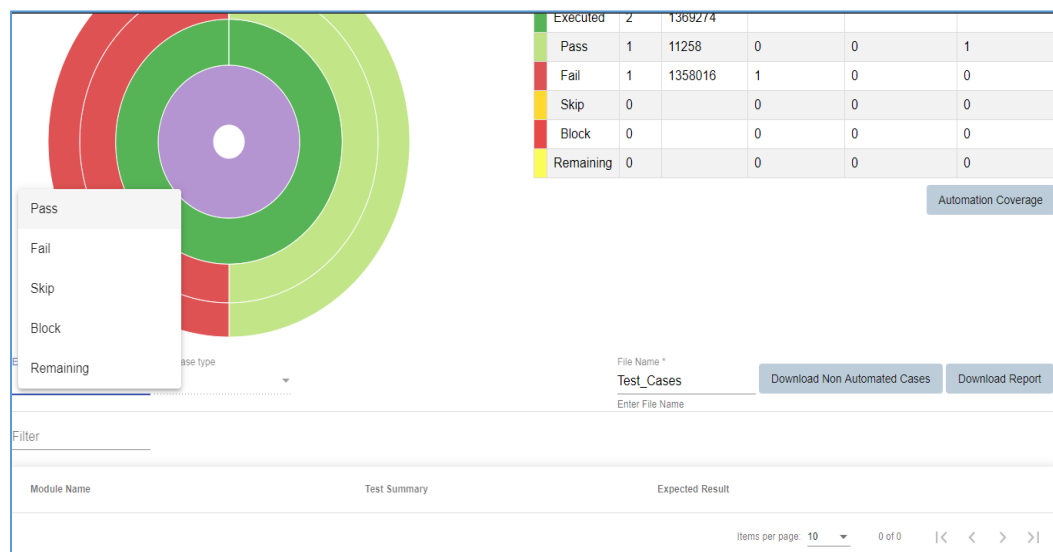 Executed 2 1369274
Pass 1 11258 0 0 1
Fail 1 1358016 1 0 0
Skip 0 0 0 0
Block 0 0 0 0
Remaining 0 0 0 0
Automation Coverage
Pass
Fail
Skip
Block
Remaining
ase type
File Name *
Test_Cases
Enter File Name
Download Non Automated Cases
Download Report
Filter
Module Name Test Summary Expected Result
Items per page: 10 0 of 0